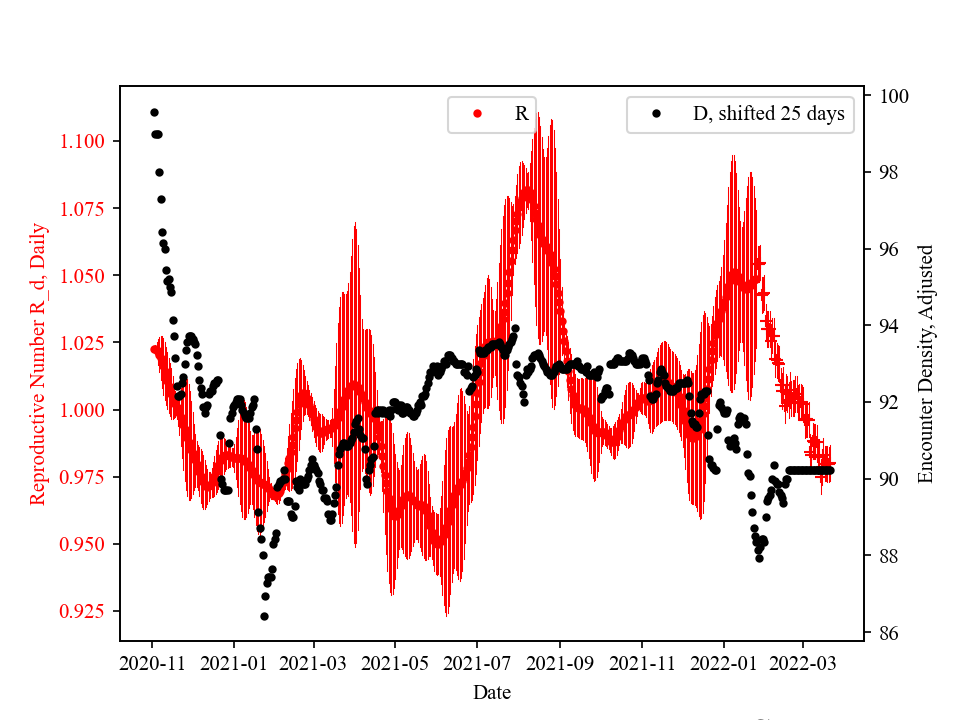 R
D, shifted 25 days
Reproductive Number R_d, Daily
1.100
1.075
1.050
1.025
1.000
0.975
0.950
0.925
100
98
96
94
92
90
88
86
Encounter Density, Adjusted
2020-11 2021-01 2021-03 2021-05 2021-07 2021-09 2021-11 2022-01 2022-03
Date